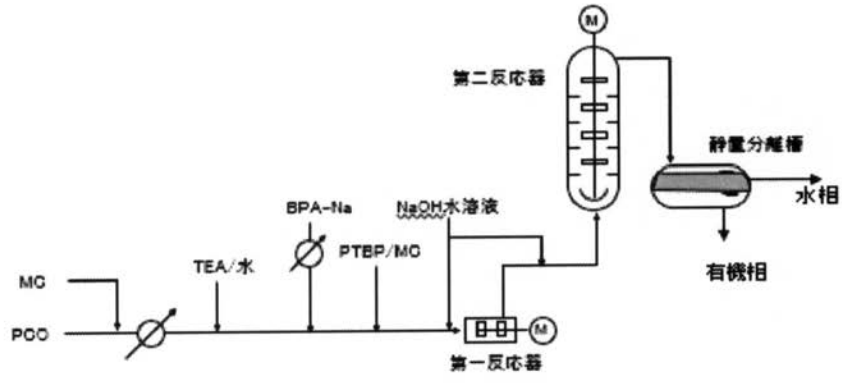 M
第二反応器
静置分離槽
水相
有機相
BPA-Na
NaOH水溶液
TEA/水
PTBP/MC
MC
PCO
M
第一反応器